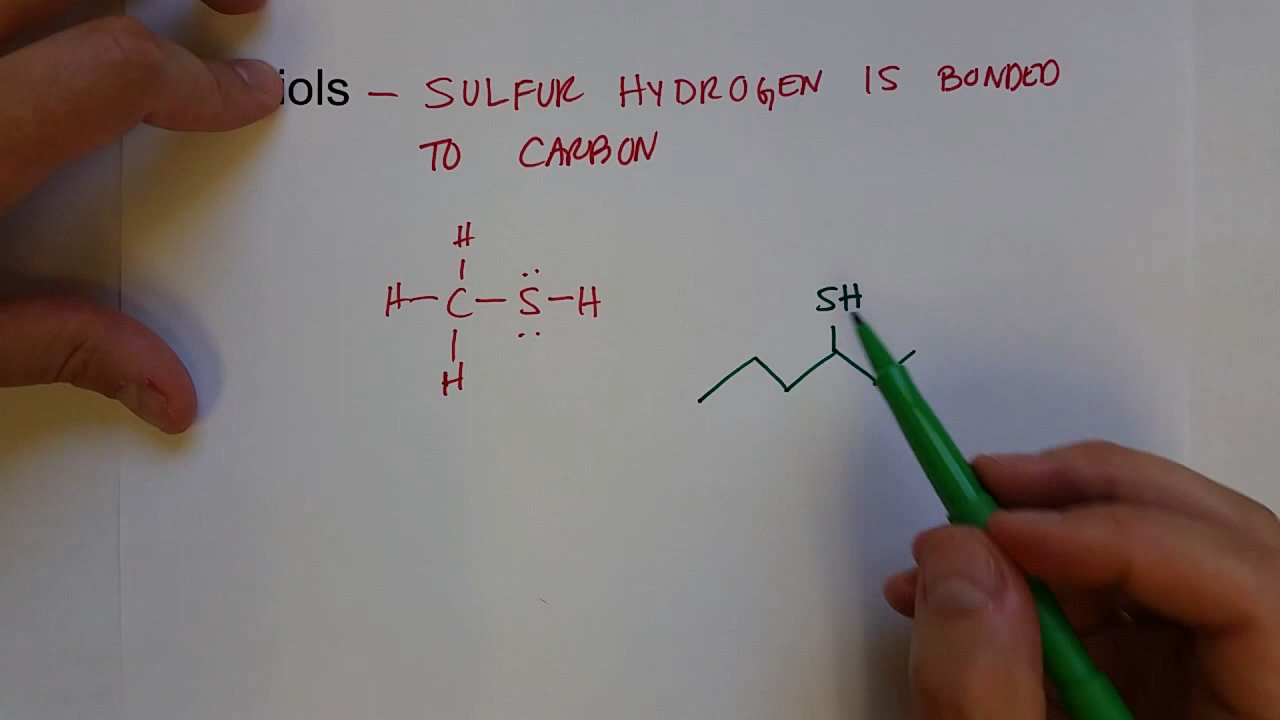 iols – SULFUR HYDROGEN IS BONDED
TO CARBON
H
H–C–S–H
H
SH